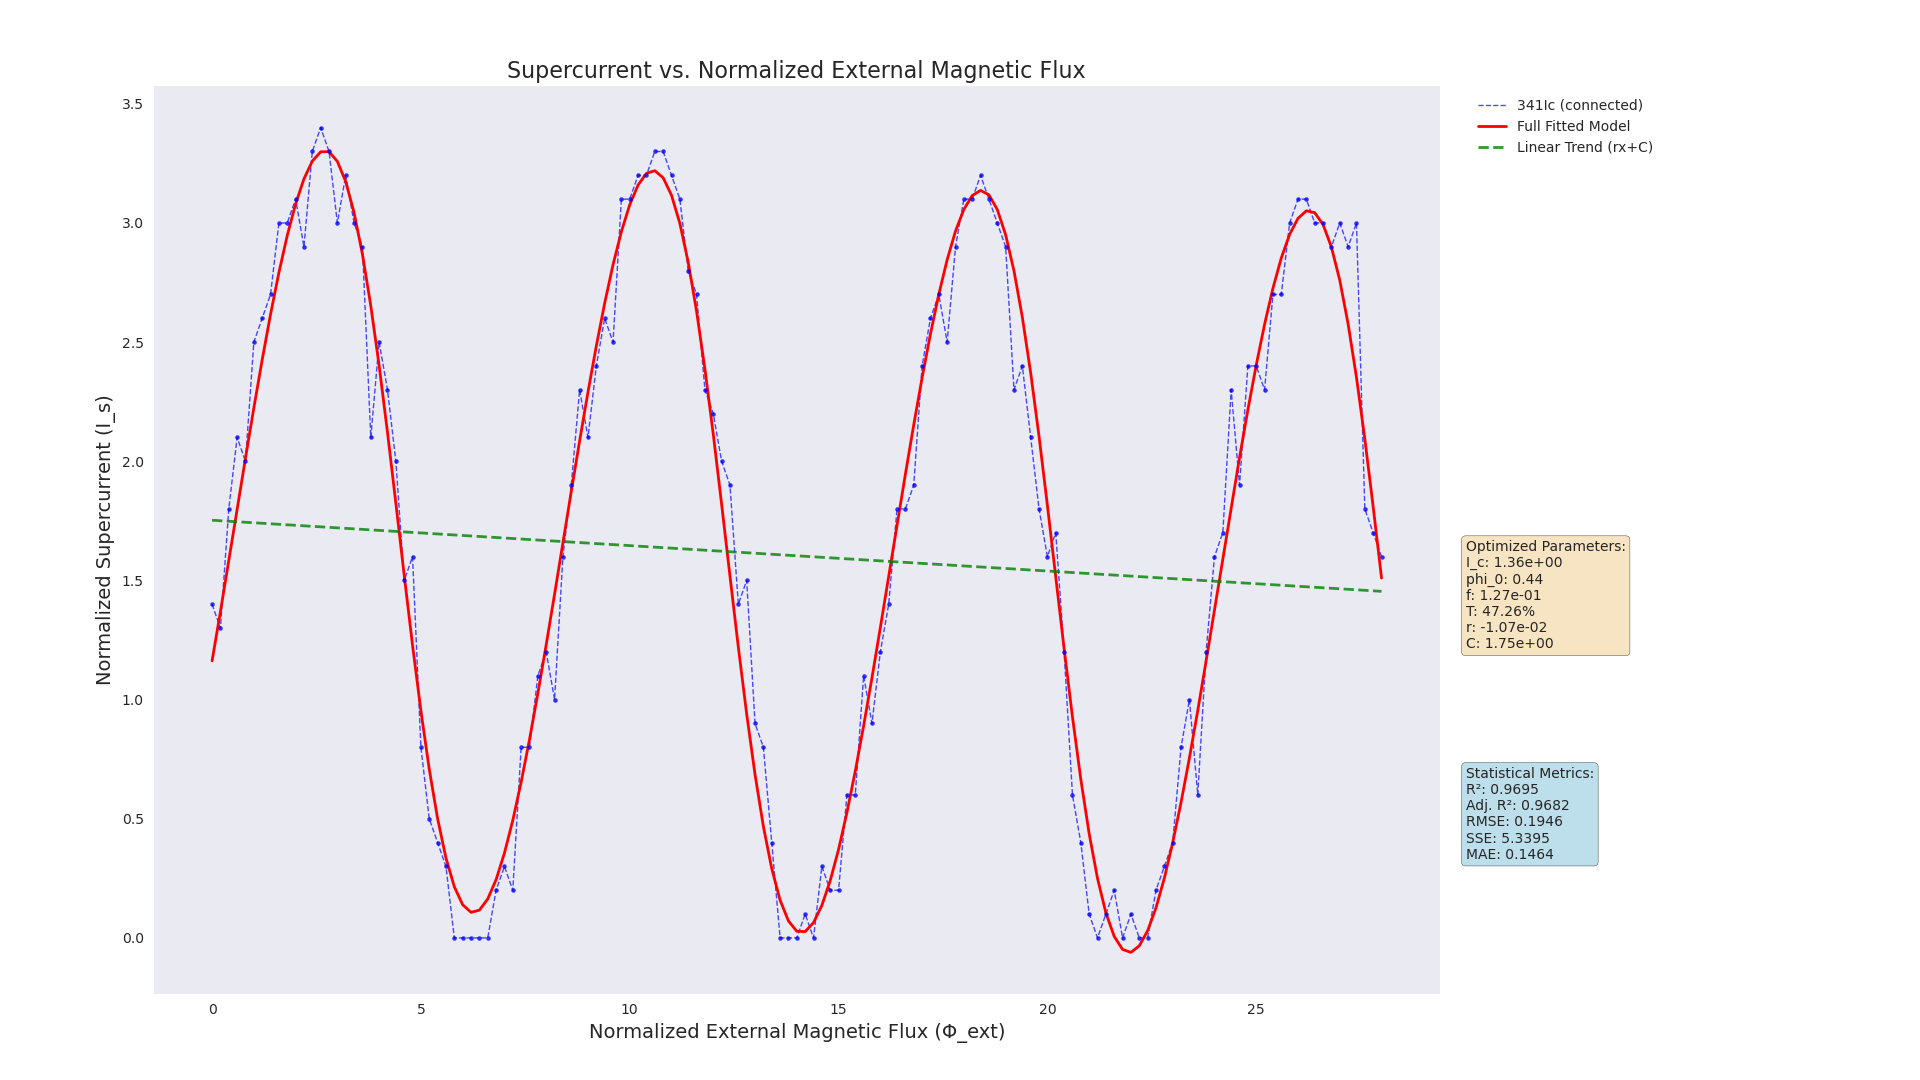 Supercurrent vs. Normalized External Magnetic Flux
3.5
3.0
2.5
2.0
1.5
1.0
0.5
0.0
Normalized Supercurrent (I_s)
0 5 10 15 20 25
Normalized External Magnetic Flux (Φ_ext)
341Ic (connected)
Full Fitted Model
Linear Trend (rx+C)
Optimized Parameters:
I_c: 1.36e+00
phi_0: 0.44
f: 1.27e-01
T: 47.26%
r: -1.07e-02
C: 1.75e+00
Statistical Metrics:
R²: 0.9695
Adj. R²: 0.9682
RMSE: 0.1946
SSE: 5.3395
MAE: 0.1464